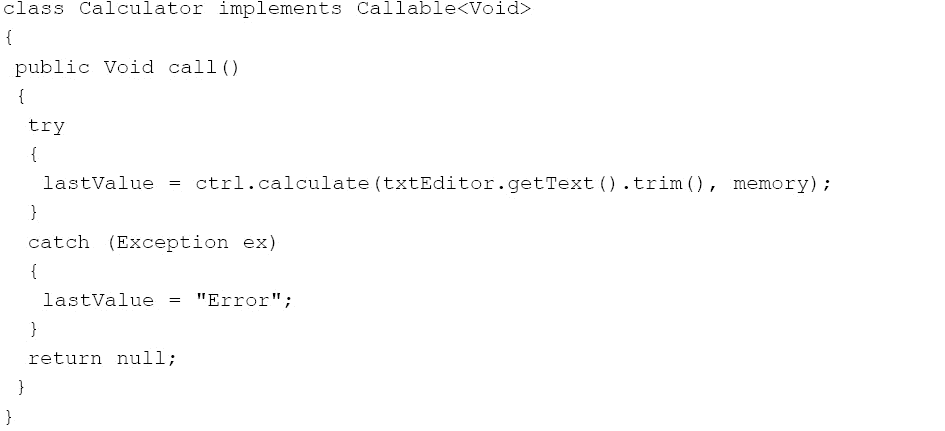 class Calculator implements Callable<Void>
{
 public Void call()
 {
  try
  {
   lastValue = ctrl.calculate(txtEditor.getText().trim(), memory);
  }
  catch (Exception ex)
  {
   lastValue = "Error";
  }
  return null;
 }
}